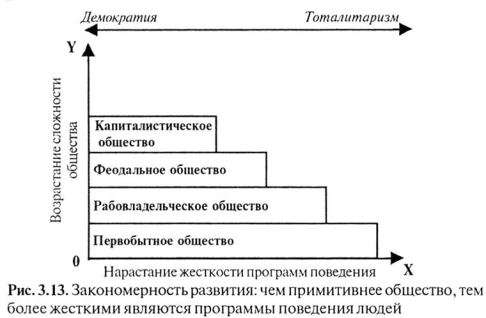 Демократия Тоталитаризм
Y
Возрастание сложности
общества
Капиталистическое
общество
Феодальное общество
Рабовладельческое общество
Первобытное общество
0
X
Нарастание жесткости программ поведения
Рис. 3.13. Закономерность развития: чем примитивнее общество, тем
более жесткими являются программы поведения людей